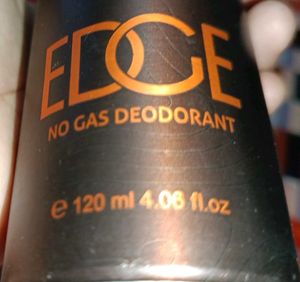 EDGE
NO GAS DEODORANT
e 120 ml 4.06 fl.oz